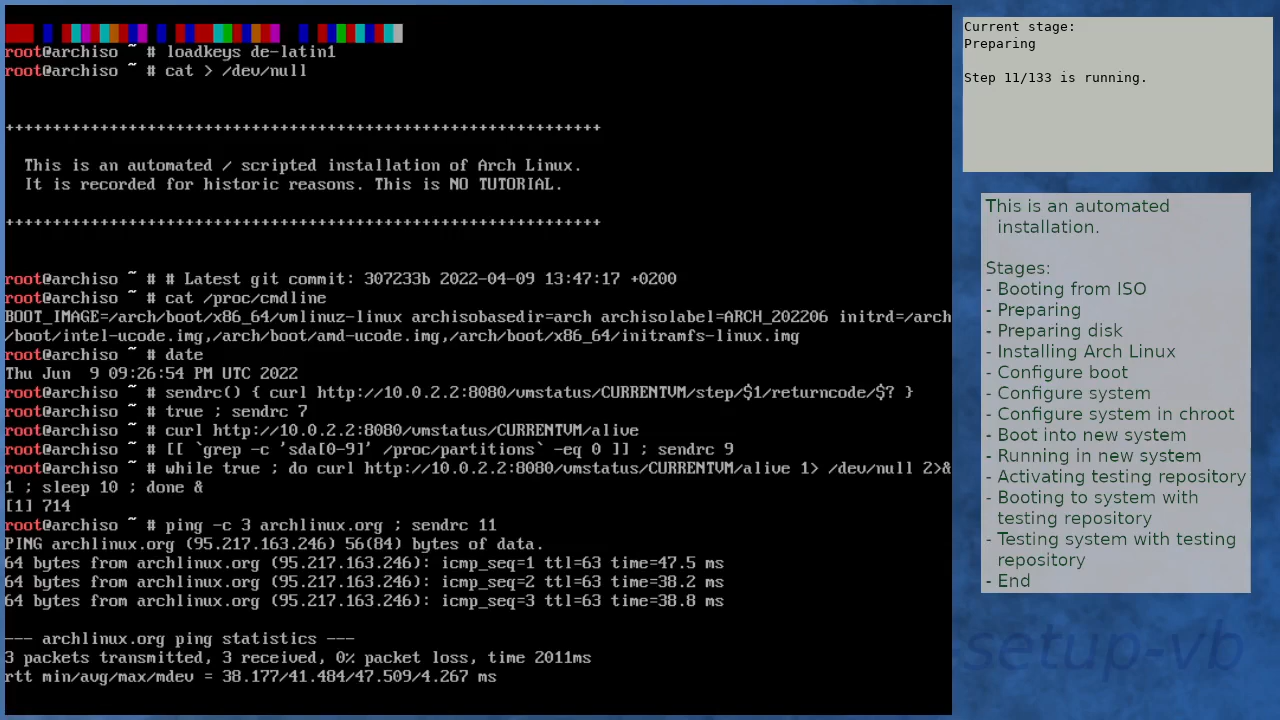 root@archiso ~ # loadkeys de-latin1
root@archiso ~ # cat > /dev/null
+++++++++++++++++++++++++++++++++++++++++++++++++++++++++++++++
This is an automated / scripted installation of Arch Linux.
It is recorded for historic reasons. This is NO TUTORIAL.
+++++++++++++++++++++++++++++++++++++++++++++++++++++++++++++++
root@archiso ~ # # Latest git commit: 307233b 2022-04-09 13:47:17 +0200
root@archiso ~ # cat /proc/cmdline
BOOT_IMAGE=/arch/boot/x86_64/vmlinuz-linux archisobasedir=arch archisolabel=ARCH_202206 initrd=/arch
/boot/intel-ucode.img,/arch/boot/amd-ucode.img,/arch/boot/x86_64/initramfs-linux.img
root@archiso ~ # date
Thu Jun  9 09:26:54 PM UTC 2022
root@archiso ~ # sendrc() { curl http://10.0.2.2:8080/vmstatus/CURRENTVM/step/$1/returncode/$? }
root@archiso ~ # true ; sendrc 7
root@archiso ~ # curl http://10.0.2.2:8080/vmstatus/CURRENTVM/alive
root@archiso ~ # [[ `grep -c 'sda[0-9]' /proc/partitions` -eq 0 ]] ; sendrc 9
root@archiso ~ # while true ; do curl http://10.0.2.2:8080/vmstatus/CURRENTVM/alive 1> /dev/null 2>&
1 ; sleep 10 ; done &
[1] 714
root@archiso ~ # ping -c 3 archlinux.org ; sendrc 11
PING archlinux.org (95.217.163.246) 56(84) bytes of data.
64 bytes from archlinux.org (95.217.163.246): icmp_seq=1 ttl=63 time=47.5 ms
64 bytes from archlinux.org (95.217.163.246): icmp_seq=2 ttl=63 time=38.2 ms
64 bytes from archlinux.org (95.217.163.246): icmp_seq=3 ttl=63 time=38.8 ms
--- archlinux.org ping statistics ---
3 packets transmitted, 3 received, 0% packet loss, time 2011ms
rtt min/avg/max/mdev = 38.177/41.484/47.509/4.267 ms
Current stage:
Preparing
Step 11/133 is running.
This is an automated
installation.
Stages:
- Booting from ISO
- Preparing
- Preparing disk
- Installing Arch Linux
- Configure boot
- Configure system
- Configure system in chroot
- Boot into new system
- Running in new system
- Activating testing repository
- Booting to system with
testing repository
- Testing system with testing
repository
- End
setup-vb